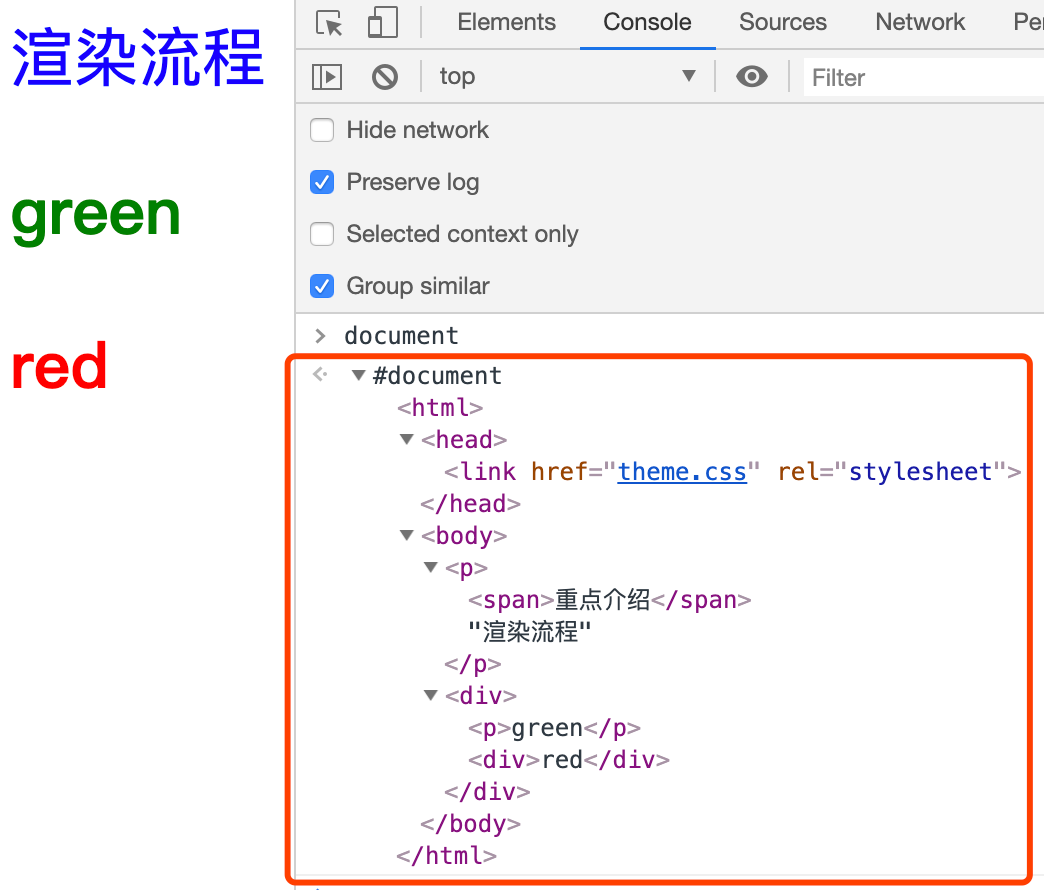 渲染流程
green
red
Elements Console Sources Network
top Filter
Hide network
Preserve log
Selected context only
Group similar
> document
#document
<html>
<head>
<link href="theme.css" rel="stylesheet">
</head>
<body>
<p>
<span>重点介绍</span>
"渲染流程"
</p>
<div>
<p>green</p>
<div>red</div>
</div>
</body>
</html>